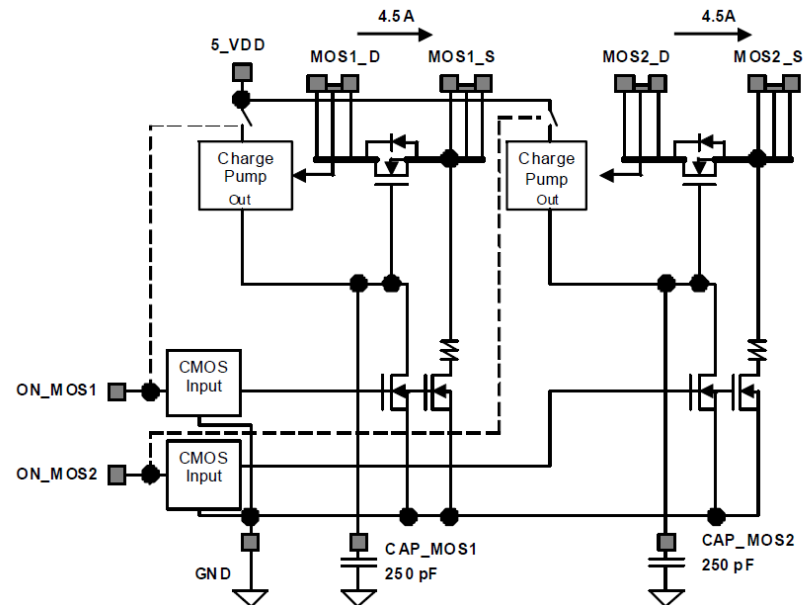 4.5A
4.5A
5_VDD
MOS1_D
MOS1_S
MOS2_D
MOS2_S
Charge
Pump
Out
Charge
Pump
Out
ON_MOS1
CMOS
Input
ON_MOS2
CMOS
Input
GND
CAP_MOS1
250 pF
CAP_MOS2
250 pF